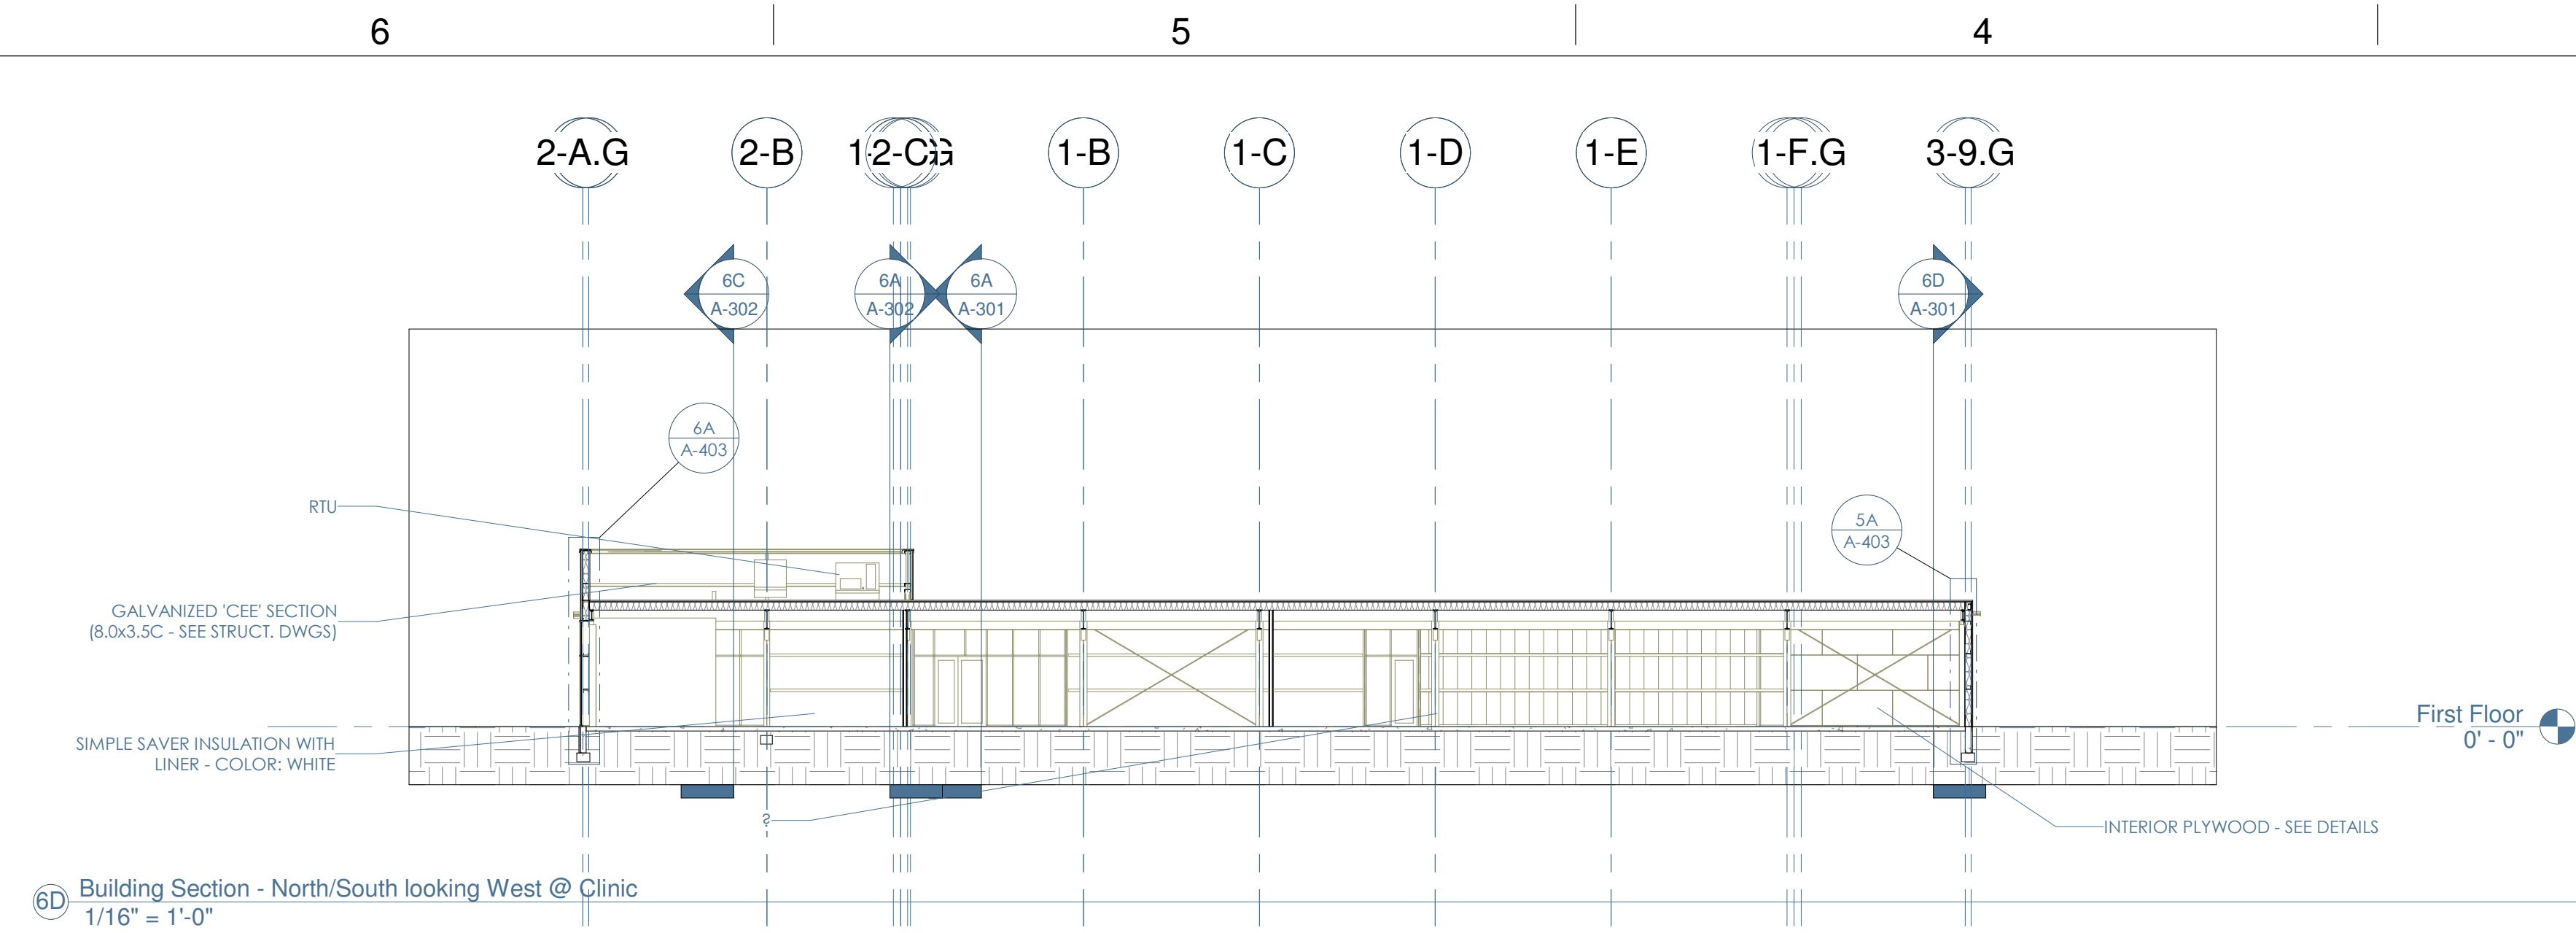 6 5 4
2-A.G 2-B 2-C 1-B 1-C 1-D 1-E 1-F.G 3-9.G
6C 6A 6A 6D
A-302 A-302 A-301 A-301
6A
A-403
RTU
5A
A-403
GALVANIZED 'CEE' SECTION
(8.0x3.5C - SEE STRUCT. DWGS)
First Floor
0' - 0"
SIMPLE SAVER INSULATION WITH
LINER - COLOR: WHITE
?
INTERIOR PLYWOOD - SEE DETAILS
6D Building Section - North/South looking West @ Clinic
1/16" = 1'-0"